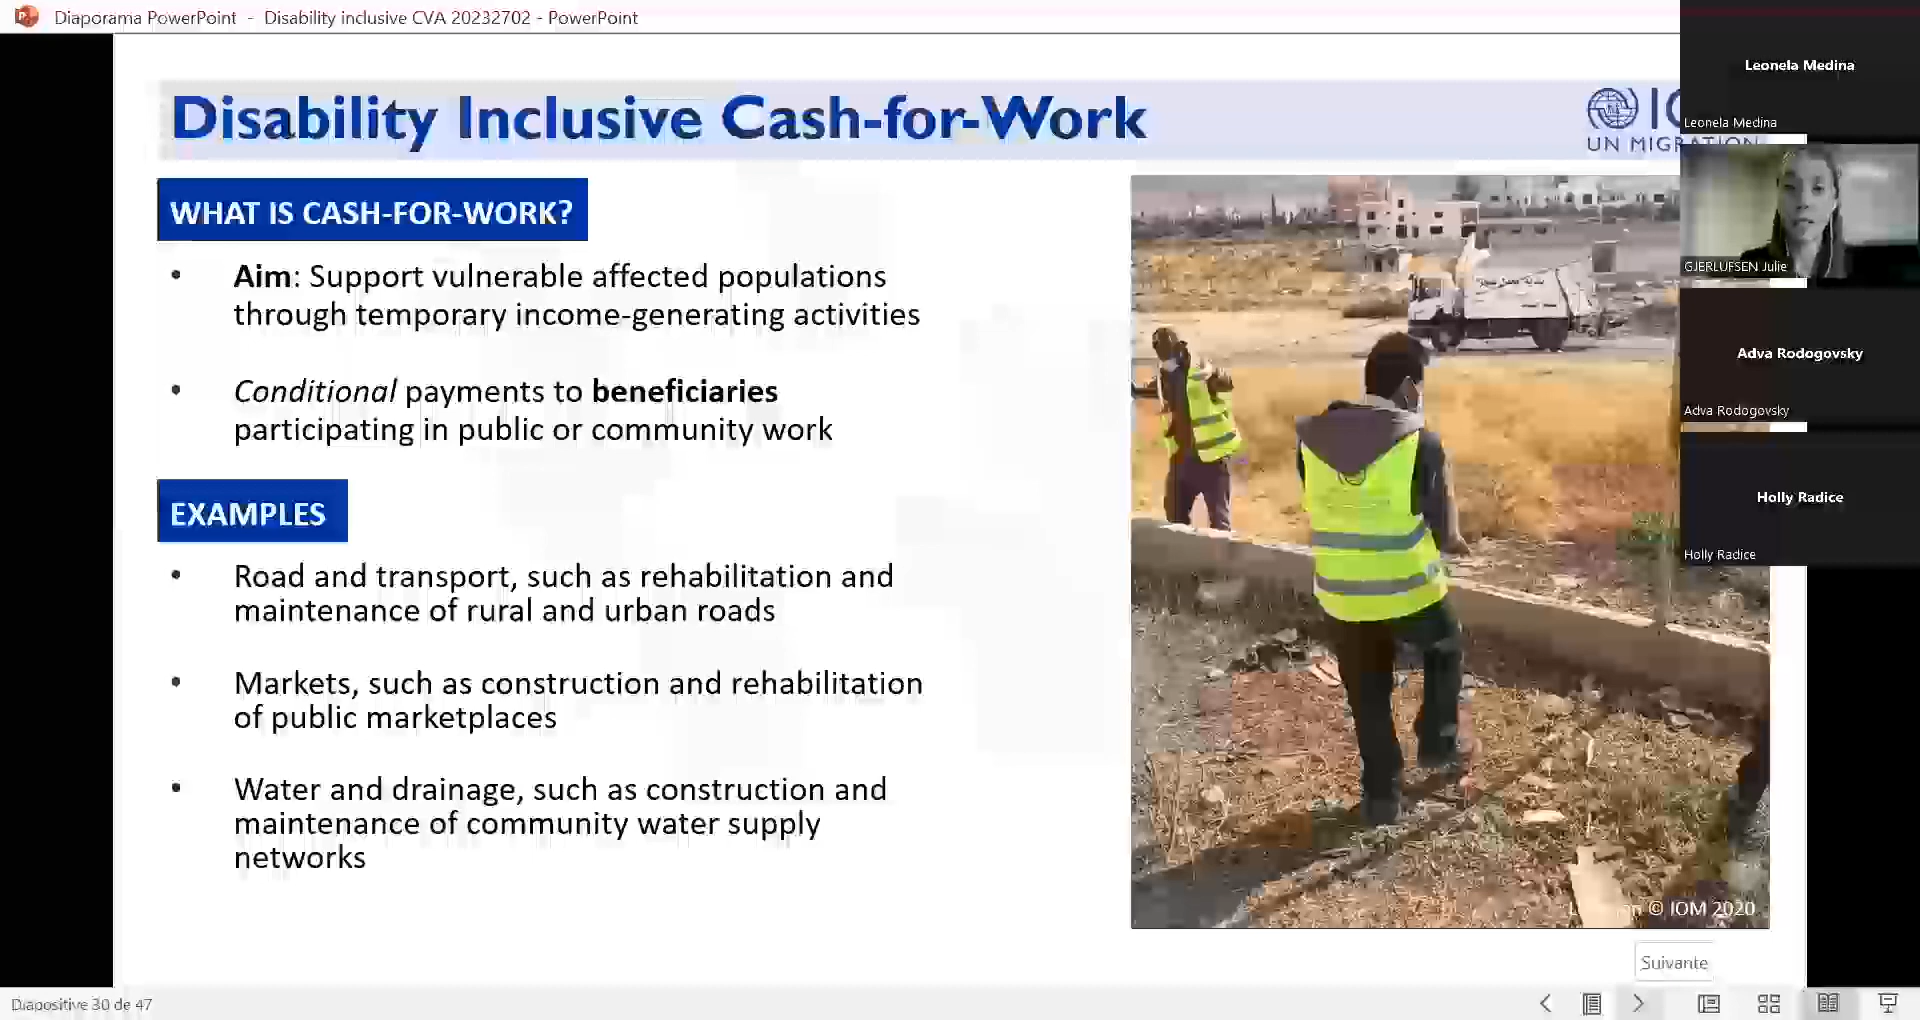 Diaporama PowerPoint - Disability inclusive CVA 20232702 - PowerPoint
Disability Inclusive Cash-for-Work
UN MIGRATION
WHAT IS CASH-FOR-WORK?
• Aim: Support vulnerable affected populations
through temporary income-generating activities
• Conditional payments to beneficiaries
participating in public or community work
EXAMPLES
• Road and transport, such as rehabilitation and
maintenance of rural and urban roads
• Markets, such as construction and rehabilitation
of public marketplaces
• Water and drainage, such as construction and
maintenance of community water supply
networks
© IOM 2020
Leonela Medina
Leonela Medina
GJERLUFSEN Julie
Adva Rodogovsky
Adva Rodogovsky
Holly Radice
Holly Radice
Suivante
Diapositive 30 de 47